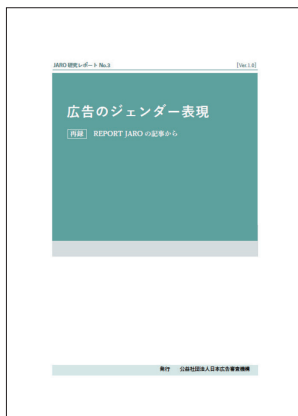 JARO 研究レポート No.3 [Ver.1.0]
広告のジェンダー表現
再録 REPORT JARO の記事から
発行 公益社団法人日本広告審査機構